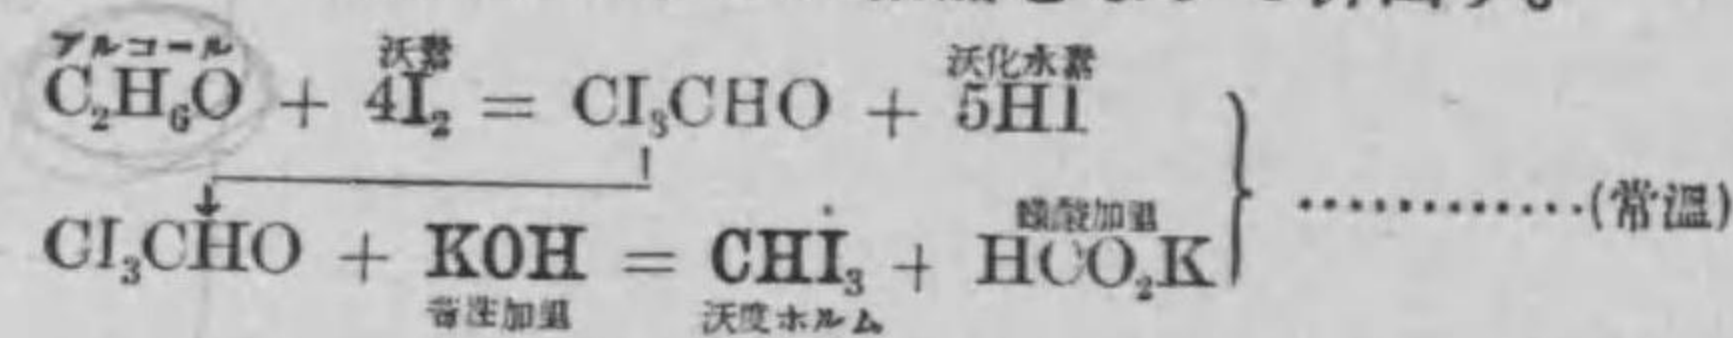 アルコール 沃素 沃化水素
C₂H₆O + 4I₂ = CI₃CHO + 5HI
蟻酸加里
CI₃CHO + KOH = CHI₃ + HCO₂K
苛性加里 沃度ホルム
…………(常溫)